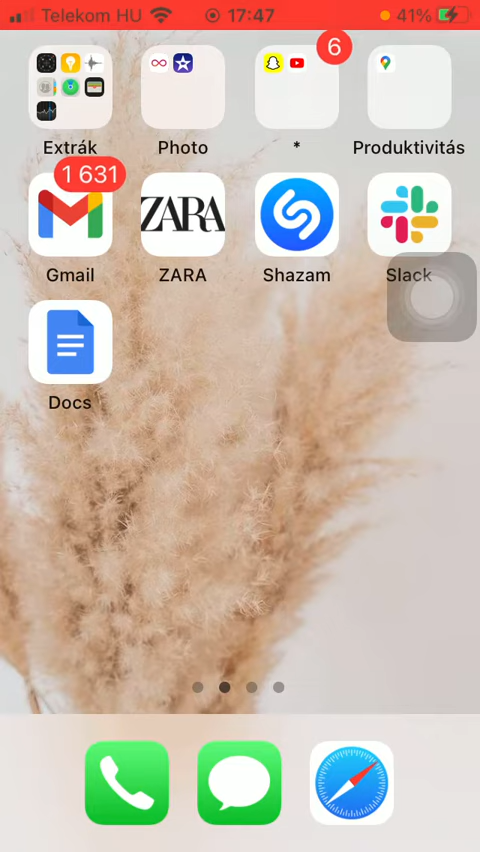 Telekom HU 17:47 41%
6
Extrák Photo * Produktivitás
1 631
ZARA
Gmail ZARA Shazam Slack
Docs